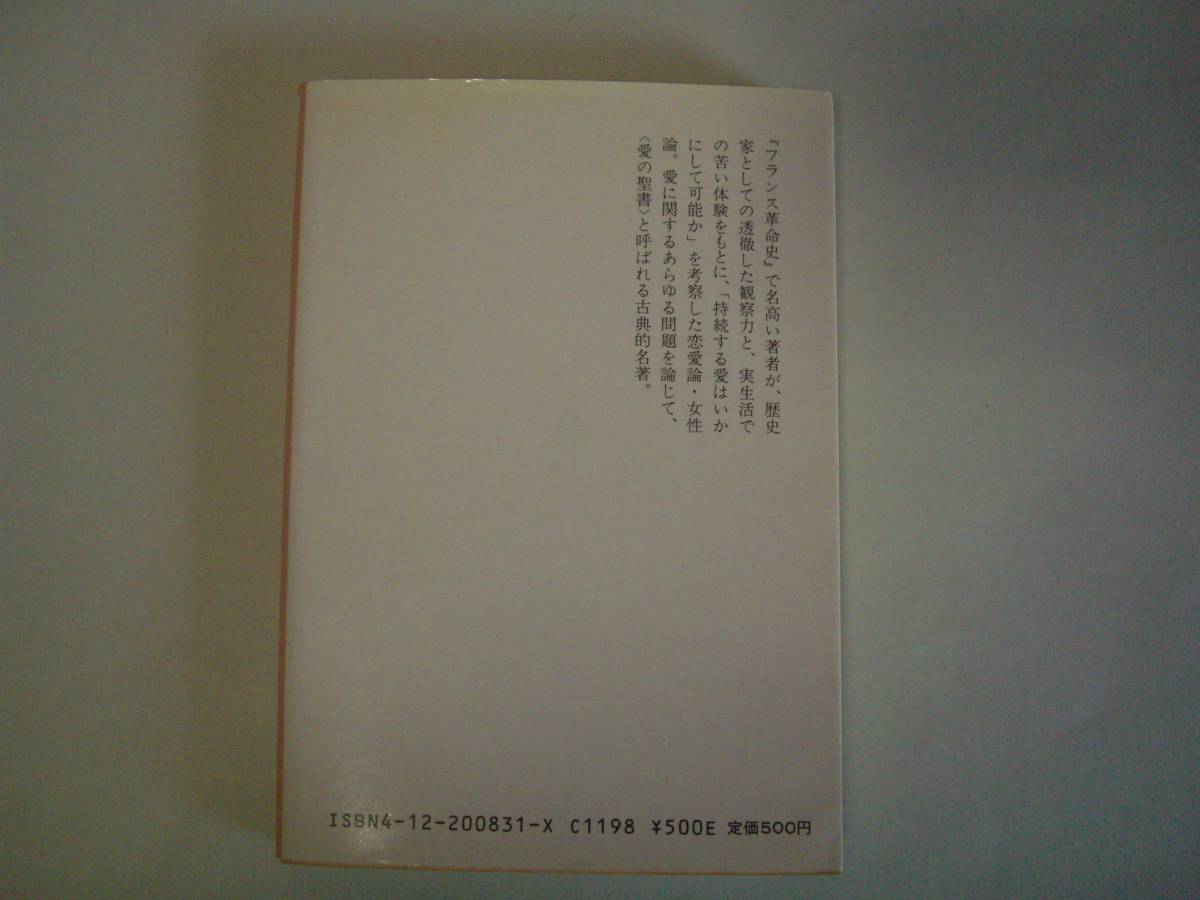 『フランス革命史』で名高い著者が、歴史
家としての透徹した観察力と、実生活で
の苦い体験をもとに、「持続する愛はいか
にして可能か」を考察した恋愛論・女性
論。愛に関するあらゆる問題を論じて、
〈愛の聖書〉と呼ばれる古典的名著。
ISBN4-12-200831-X C1198 ¥500E 定価500円